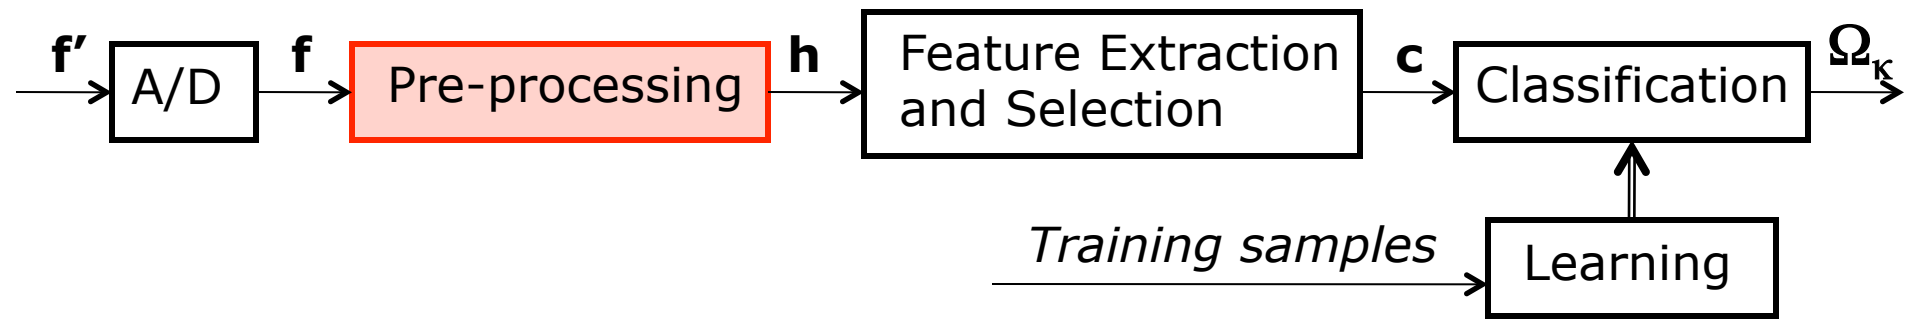 f’
A/D
f
Pre-processing
h
Feature Extraction
and Selection
c
Classification
Ωκ
Training samples
Learning